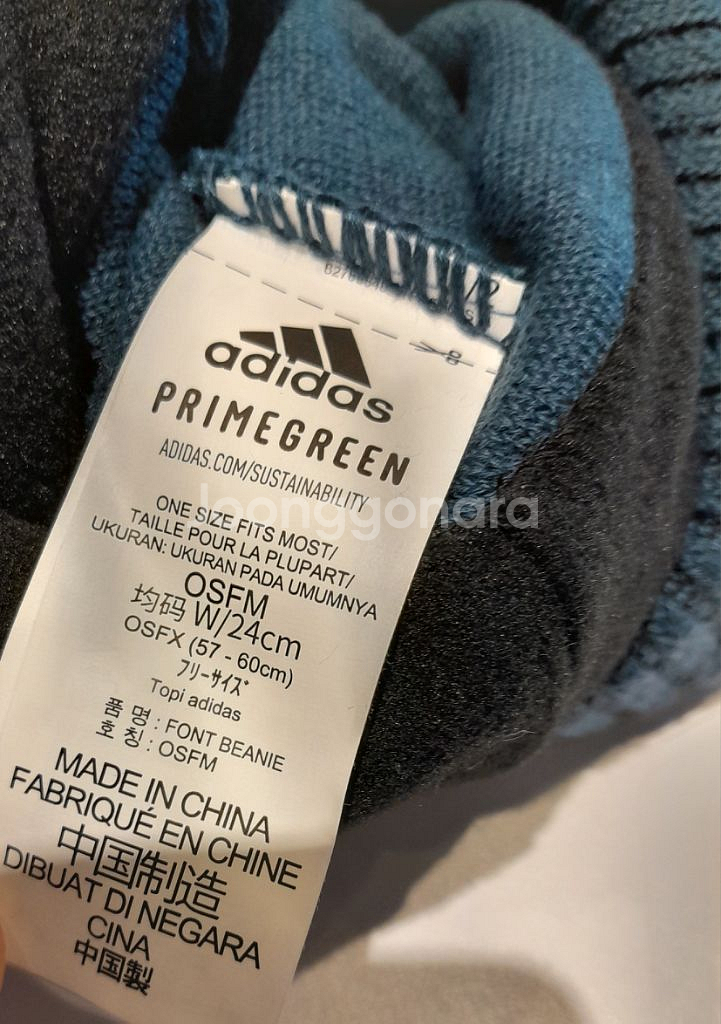 adidas
PRIMEGREEN
ADIDAS.COM/SUSTAINABILITY
ONE SIZE FITS MOST/
TAILLE POUR LA PLUPART/
UKURAN: UKURAN PADA UMUMNYA
OSFM
均码 W/24cm
OSFX (57 - 60cm)
フリーサイズ
Topi adidas
품 명 : FONT BEANIE
호 칭 : OSFM
MADE IN CHINA
FABRIQUÉ EN CHINE
中国制造
DIBUAT DI NEGARA
CINA
中国製
joonggonara